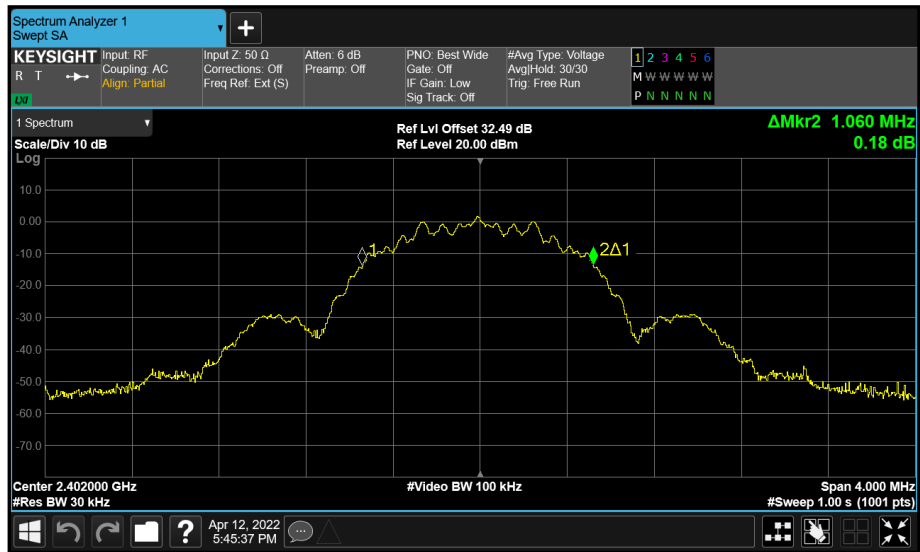 Spectrum Analyzer 1
Swept SA
+
KEYSIGHT
R T
LXI
Input: RF
Coupling: AC
Align: Partial
Input Z: 50 Ω
Corrections: Off
Freq Ref: Ext (S)
Atten: 6 dB
Preamp: Off
PNO: Best Wide
Gate: Off
IF Gain: Low
Sig Track: Off
#Avg Type: Voltage
Avg|Hold: 30/30
Trig: Free Run
1 2 3 4 5 6
M W W W W W
P N N N N N
1 Spectrum
Scale/Div 10 dB
Ref Lvl Offset 32.49 dB
Ref Level 20.00 dBm
ΔMkr2 1.060 MHz
0.18 dB
Log
10.0
0.00
-10.0
-20.0
-30.0
-40.0
-50.0
-60.0
-70.0
1
2Δ1
Center 2.402000 GHz
#Res BW 30 kHz
#Video BW 100 kHz
Span 4.000 MHz
#Sweep 1.00 s (1001 pts)
?
Apr 12, 2022
5:45:37 PM